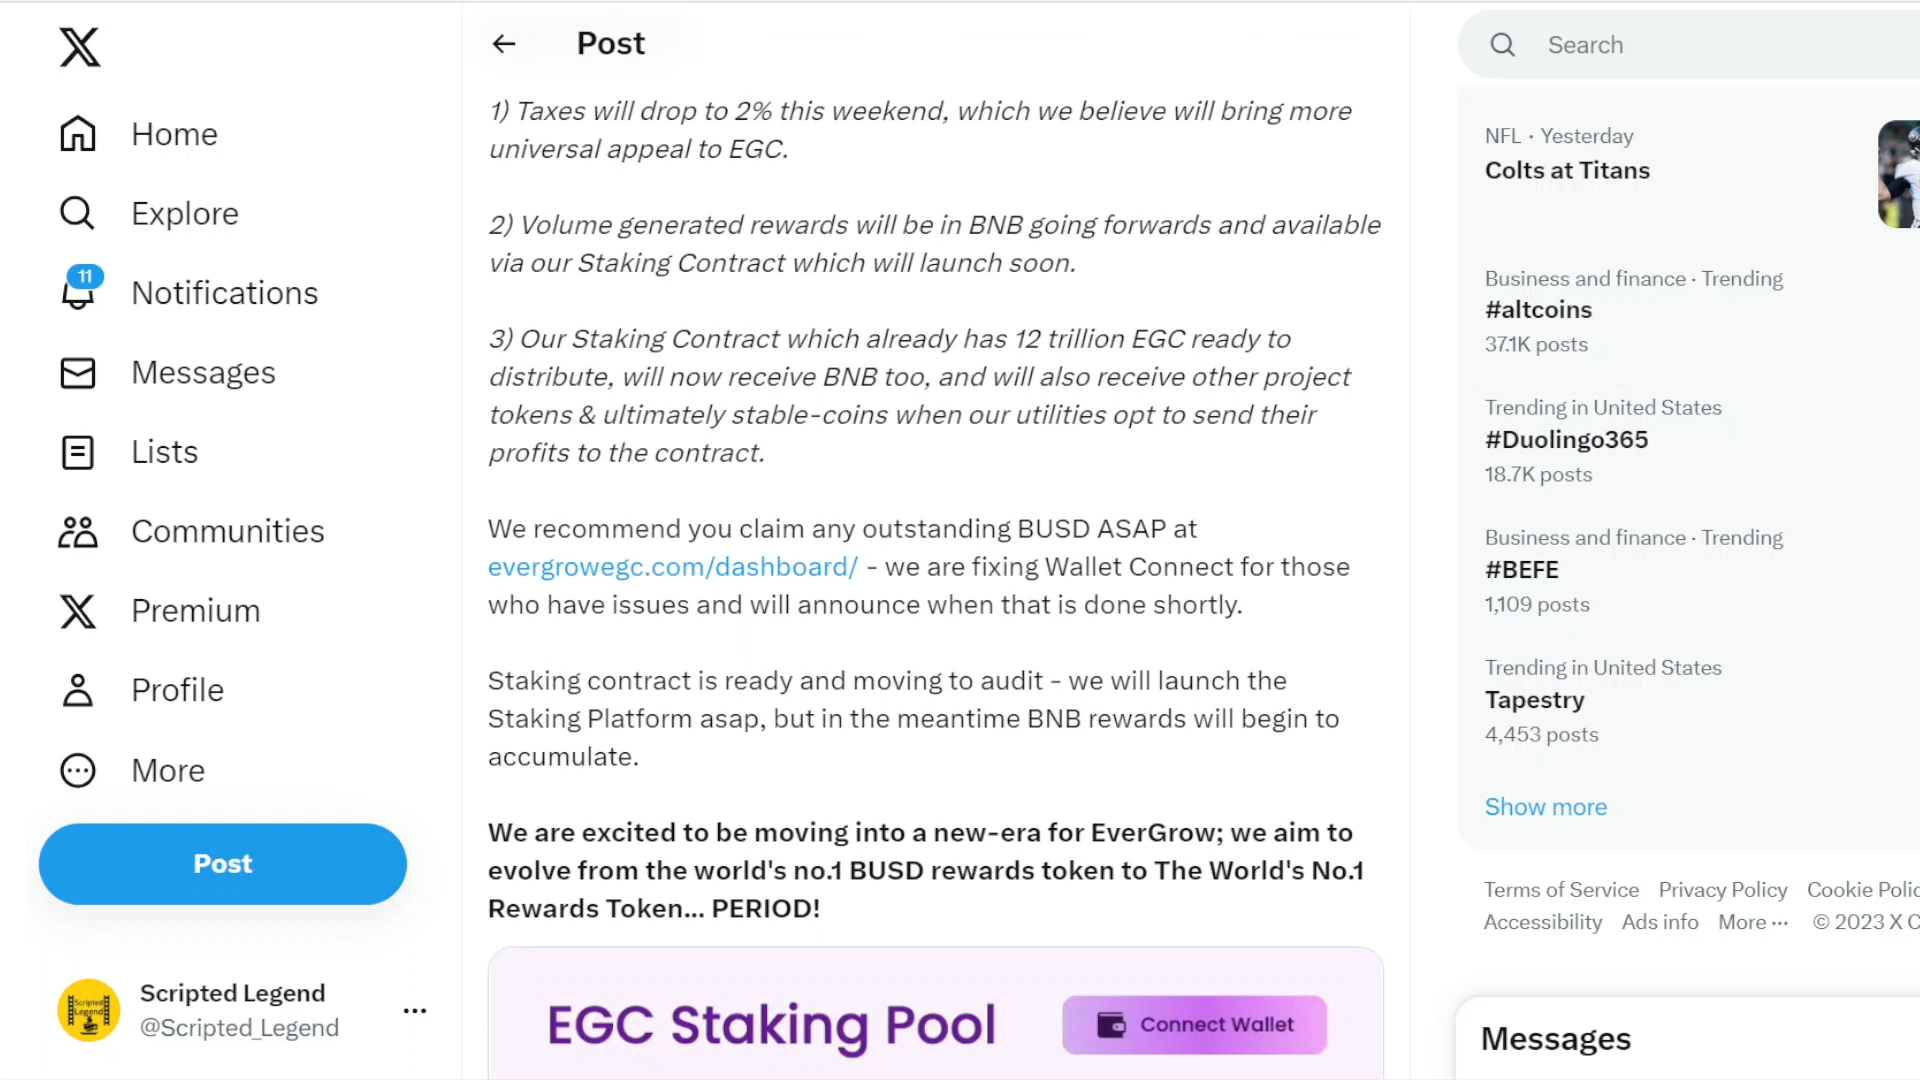 Home
Explore
11
Notifications
Messages
Lists
Communities
Premium
Profile
More
Post
Scripted Legend
@Scripted_Legend
Post
1) Taxes will drop to 2% this weekend, which we believe will bring more
universal appeal to EGC.
2) Volume generated rewards will be in BNB going forwards and available
via our Staking Contract which will launch soon.
3) Our Staking Contract which already has 12 trillion EGC ready to
distribute, will now receive BNB too, and will also receive other project
tokens & ultimately stable-coins when our utilities opt to send their
profits to the contract.
We recommend you claim any outstanding BUSD ASAP at
evergrowegc.com/dashboard/ - we are fixing Wallet Connect for those
who have issues and will announce when that is done shortly.
Staking contract is ready and moving to audit - we will launch the
Staking Platform asap, but in the meantime BNB rewards will begin to
accumulate.
We are excited to be moving into a new-era for EverGrow; we aim to
evolve from the world's no.1 BUSD rewards token to The World's No.1
Rewards Token... PERIOD!
EGC Staking Pool
Connect Wallet
Search
NFL · Yesterday
Colts at Titans
Business and finance · Trending
#altcoins
37.1K posts
Trending in United States
#Duolingo365
18.7K posts
Business and finance · Trending
#BEFE
1,109 posts
Trending in United States
Tapestry
4,453 posts
Show more
Terms of Service Privacy Policy Cookie Polic
Accessibility Ads info More ··· © 2023 X C
Messages